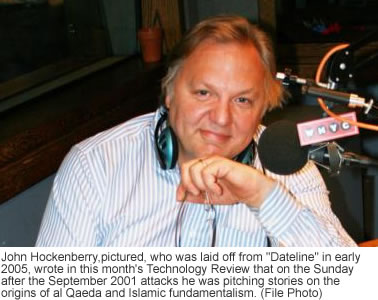 WNYC
John Hockenberry,pictured, who was laid off from "Dateline" in early
2005, wrote in this month's Technology Review that on the Sunday
after the September 2001 attacks he was pitching stories on the
origins of al Qaeda and Islamic fundamentalism. (File Photo)